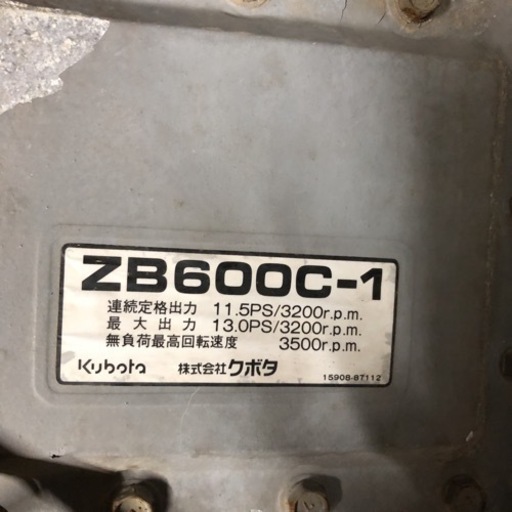 ZB600C-1
連続定格出力 11.5PS/3200r.p.m.
最大出力 13.0PS/3200r.p.m.
無負荷最高回転速度 3500r.p.m.
Kubota 株式会社クボタ 15908-87112